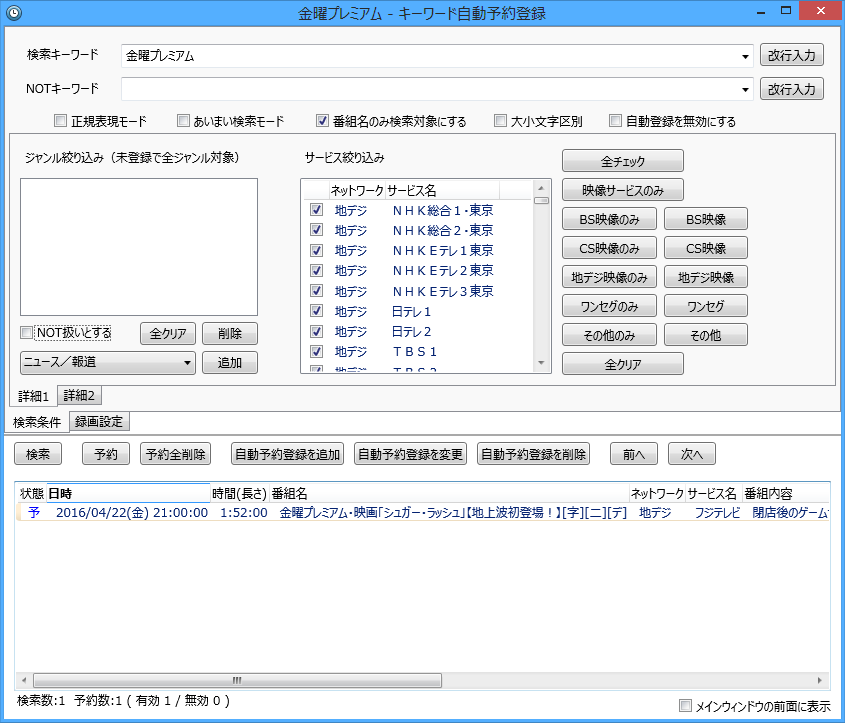 金曜プレミアム - キーワード自動予約登録
検索キーワード 金曜プレミアム 改行入力
NOTキーワード 改行入力
正規表現モード あいまい検索モード 番組名のみ検索対象にする 大小文字区別 自動登録を無効にする
ジャンル絞り込み（未登録で全ジャンル対象） サービス絞り込み 全チェック
ネットワーク サービス名 映像サービスのみ
地デジ ＮＨＫ総合１・東京 BS映像のみ BS映像
地デジ ＮＨＫ総合２・東京
地デジ ＮＨＫＥテレ１東京 CS映像のみ CS映像
地デジ ＮＨＫＥテレ２東京 地デジ映像のみ 地デジ映像
地デジ ＮＨＫＥテレ３東京
地デジ 日テレ１ ワンセグのみ ワンセグ
NOT扱いとする 全クリア 削除 地デジ 日テレ２ その他のみ その他
ニュース／報道 追加 地デジ ＴＢＳ１ 全クリア
地デジ ＴＢＳ２
詳細1 詳細2
検索条件 録画設定
検索 予約 予約全削除 自動予約登録を追加 自動予約登録を変更 自動予約登録を削除 前へ 次へ
状態 日時 時間(長さ) 番組名 ネットワーク サービス名 番組内容
予 2016/04/22(金) 21:00:00 1:52:00 金曜プレミアム・映画「シュガー・ラッシュ」【地上波初登場！】[字][二][デ] 地デジ フジテレビ 閉店後のゲーム
検索数:1 予約数:1 ( 有効 1 / 無効 0 )
メインウィンドウの前面に表示